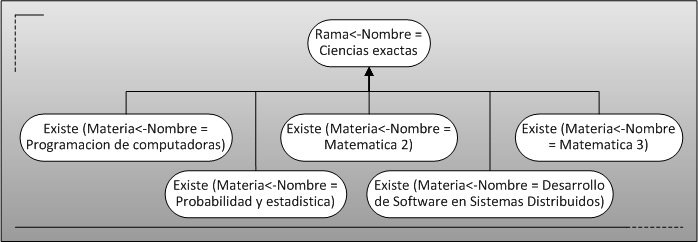 Rama<-Nombre =
Ciencias exactas
Existe (Materia<-Nombre =
Programacion de computadoras)
Existe (Materia<-Nombre =
Matematica 2)
Existe (Materia<-Nombre
= Matematica 3)
Existe (Materia<-Nombre =
Probabilidad y estadistica)
Existe (Materia<-Nombre = Desarrollo
de Software en Sistemas Distribuidos)